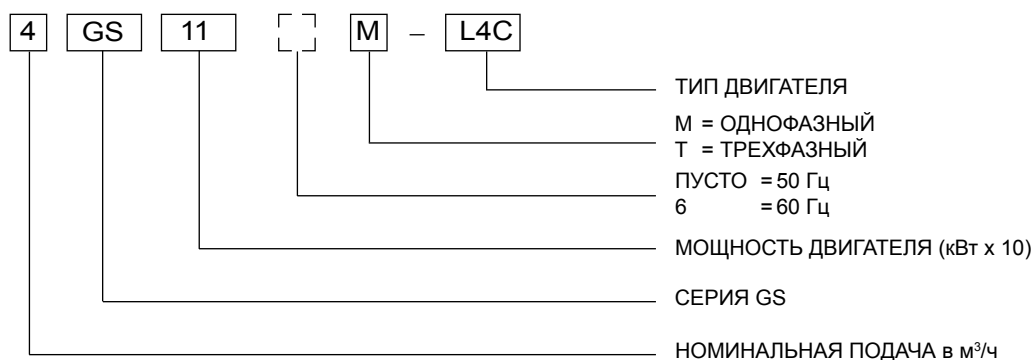 4 GS 11 M – L4C
ТИП ДВИГАТЕЛЯ
М = ОДНОФАЗНЫЙ
Т = ТРЕХФАЗНЫЙ
ПУСТО = 50 Гц
6 = 60 Гц
МОЩНОСТЬ ДВИГАТЕЛЯ (кВт x 10)
СЕРИЯ GS
НОМИНАЛЬНАЯ ПОДАЧА в м³/ч